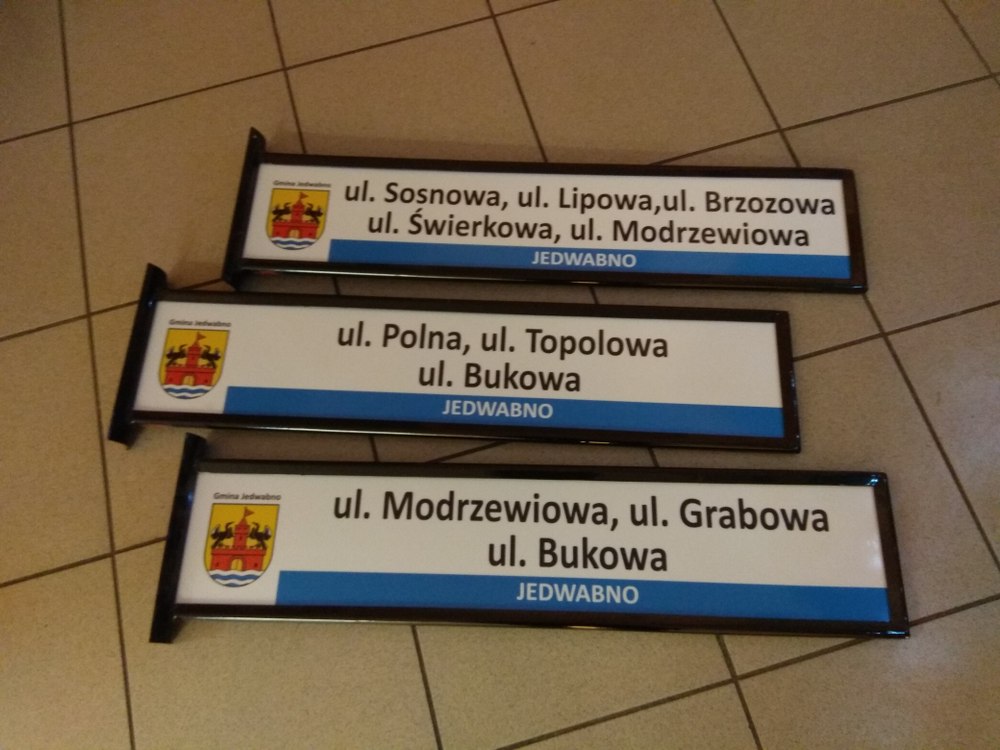 Gmina Jedwabno
ul. Sosnowa, ul. Lipowa,ul. Brzozowa
ul. Świerkowa, ul. Modrzewiowa
JEDWABNO
Gmina Jedwabno
ul. Polna, ul. Topolowa
ul. Bukowa
JEDWABNO
Gmina Jedwabno
ul. Modrzewiowa, ul. Grabowa
ul. Bukowa
JEDWABNO